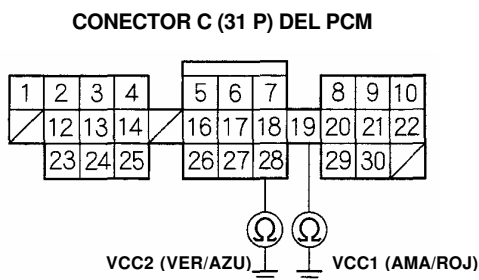 CONECTOR C (31 P) DEL PCM
1 2 3 4 5 6 7 8 9 10
12 13 14 16 17 18 19 20 21 22
23 24 25 26 27 28 29 30
Ω Ω
VCC2 (VER/AZU) VCC1 (AMA/ROJ)